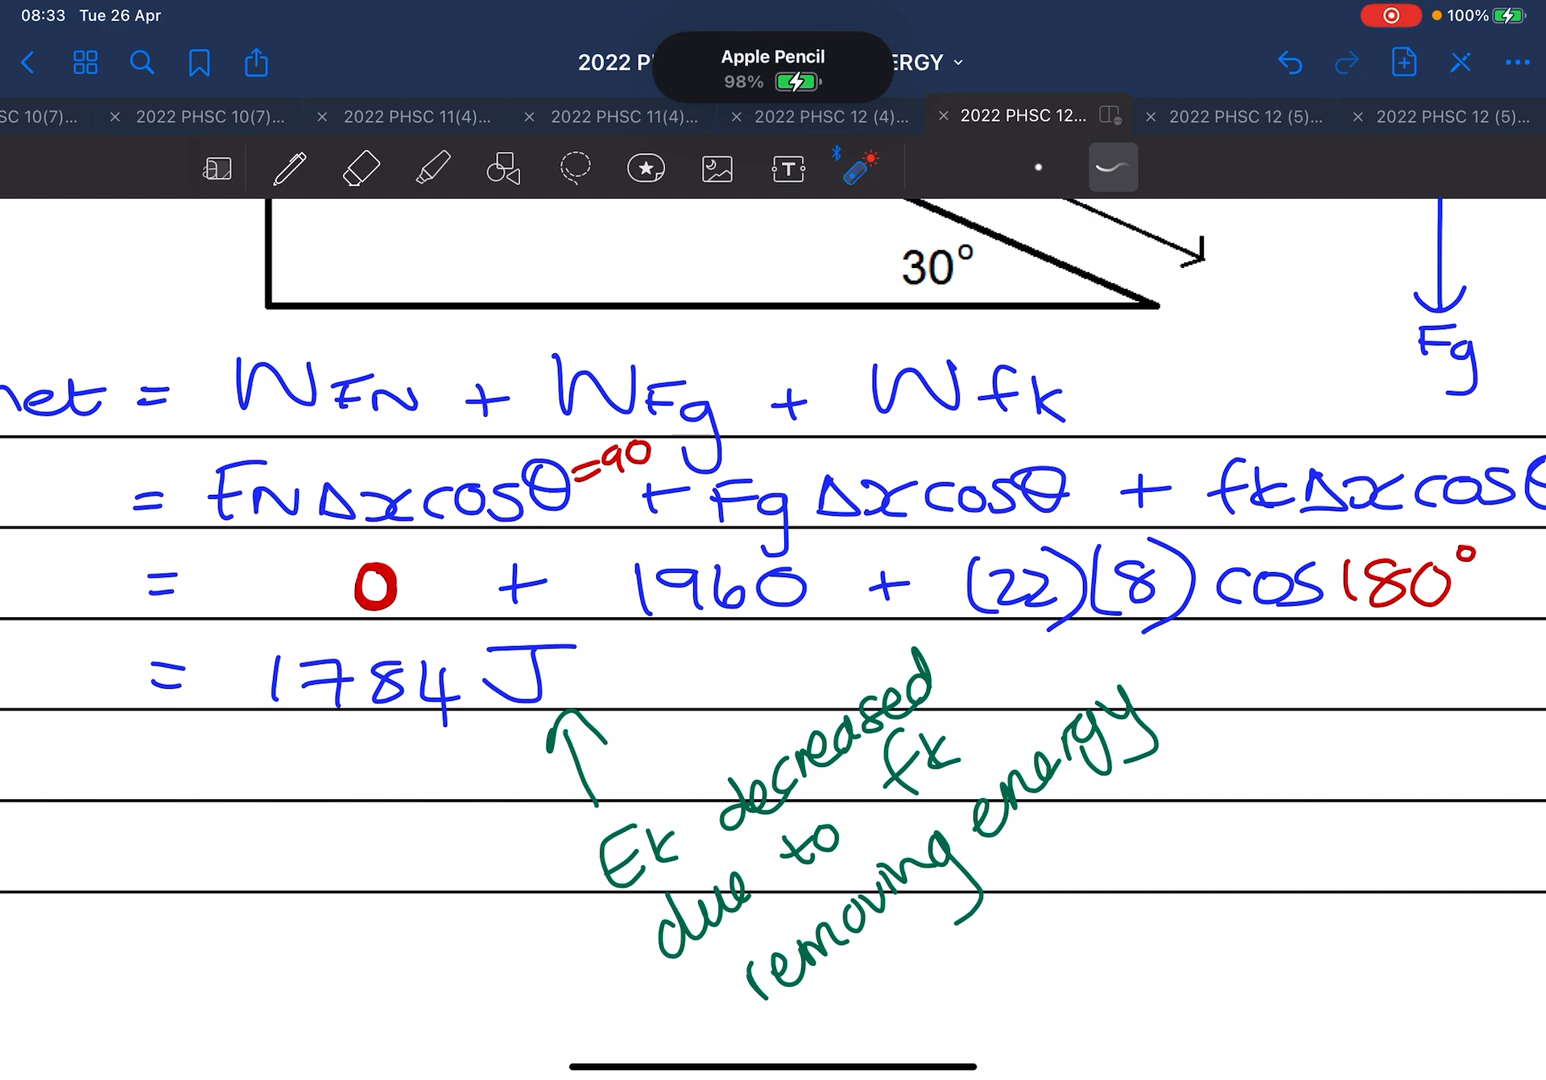 08:33 Tue 26 Apr
100%
2022 P
Apple Pencil
98%
ERGY
SC 10(7)...
2022 PHSC 10(7)...
2022 PHSC 11(4)...
2022 PHSC 11(4)...
2022 PHSC 12 (4)...
2022 PHSC 12...
2022 PHSC 12 (5)...
2022 PHSC 12 (5)...
T
30°
Fg
net = WFN + WFg + Wfk
= FNΔxcosθ=90 + FgΔxcosθ + fkΔxcosθ
= 0 + 1960 + (22)(8) cos180°
= 1784 J
Ek decreased
due to fk
removing energy